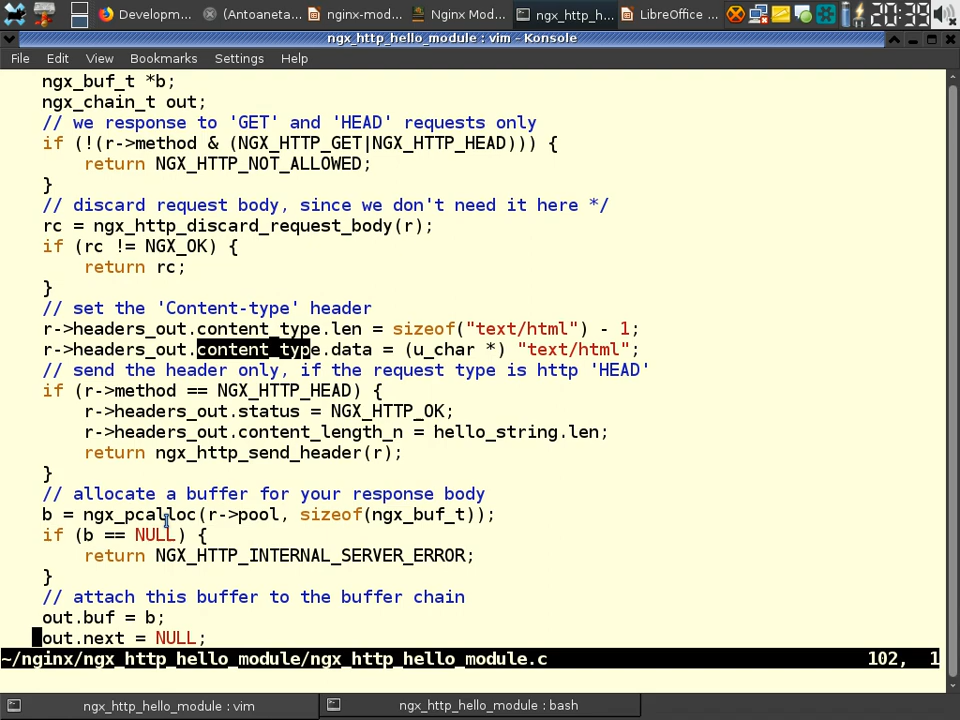 Developm...
(Antoaneta...
nginx-mod...
Nginx Mod...
ngx_http_h...
LibreOffice ...
20:39
ngx_http_hello_module : vim - Konsole
File Edit View Bookmarks Settings Help
ngx_buf_t *b;
ngx_chain_t out;
// we response to 'GET' and 'HEAD' requests only
if (!(r->method & (NGX_HTTP_GET|NGX_HTTP_HEAD))) {
return NGX_HTTP_NOT_ALLOWED;
}
// discard request body, since we don't need it here */
rc = ngx_http_discard_request_body(r);
if (rc != NGX_OK) {
return rc;
}
// set the 'Content-type' header
r->headers_out.content_type.len = sizeof("text/html") - 1;
r->headers_out.content_type.data = (u_char *) "text/html";
// send the header only, if the request type is http 'HEAD'
if (r->method == NGX_HTTP_HEAD) {
r->headers_out.status = NGX_HTTP_OK;
r->headers_out.content_length_n = hello_string.len;
return ngx_http_send_header(r);
}
// allocate a buffer for your response body
b = ngx_pcalloc(r->pool, sizeof(ngx_buf_t));
if (b == NULL) {
return NGX_HTTP_INTERNAL_SERVER_ERROR;
}
// attach this buffer to the buffer chain
out.buf = b;
out.next = NULL;
~/nginx/ngx_http_hello_module/ngx_http_hello_module.c 102, 1
ngx_http_hello_module : vim
ngx_http_hello_module : bash